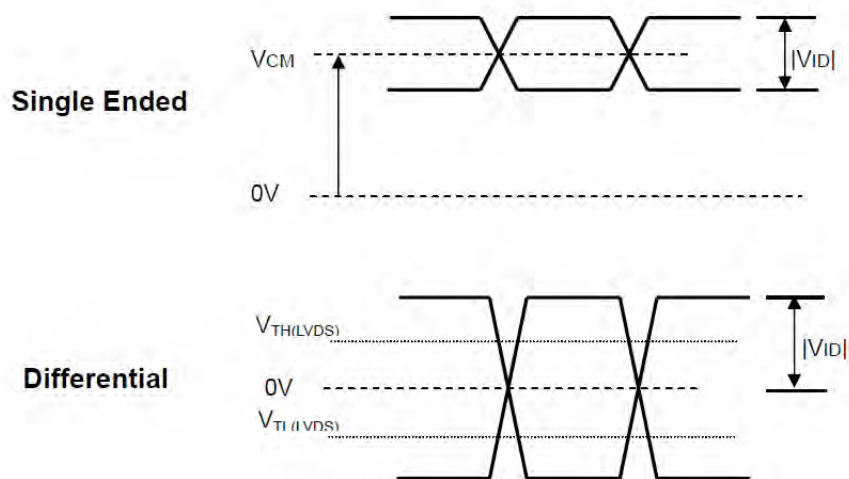 VCM
|VID|
Single Ended
0V
VTH(LVDS)
|VID|
Differential
0V
VTL(LVDS)